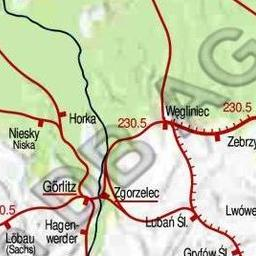 Węgliniec
230.5
230.5
Horka
Niesky
Niska
Zebrzy
Görlitz
Zgorzelec
0.5
Lubań Śl.
Lwówe
Hagen-
werder
Löbau
(Sachs)
Gryfów Śl